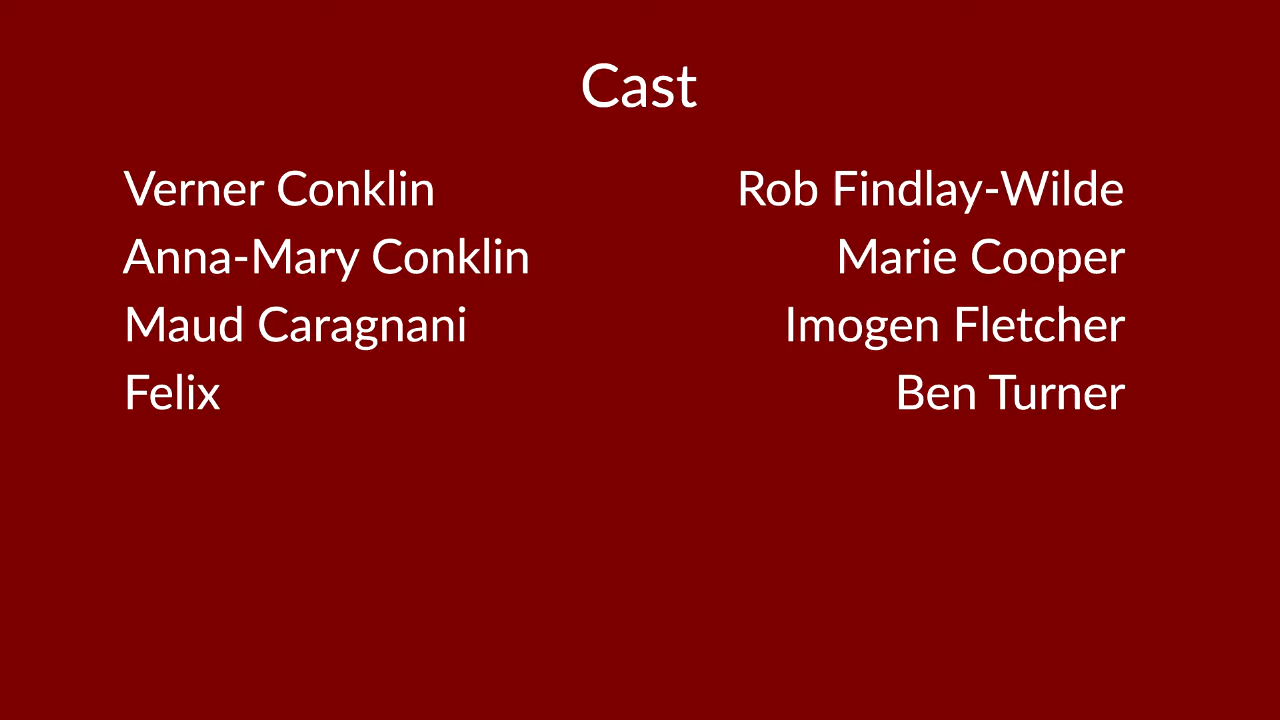 Cast
Verner Conklin Rob Findlay-Wilde
Anna-Mary Conklin Marie Cooper
Maud Caragnani Imogen Fletcher
Felix Ben Turner